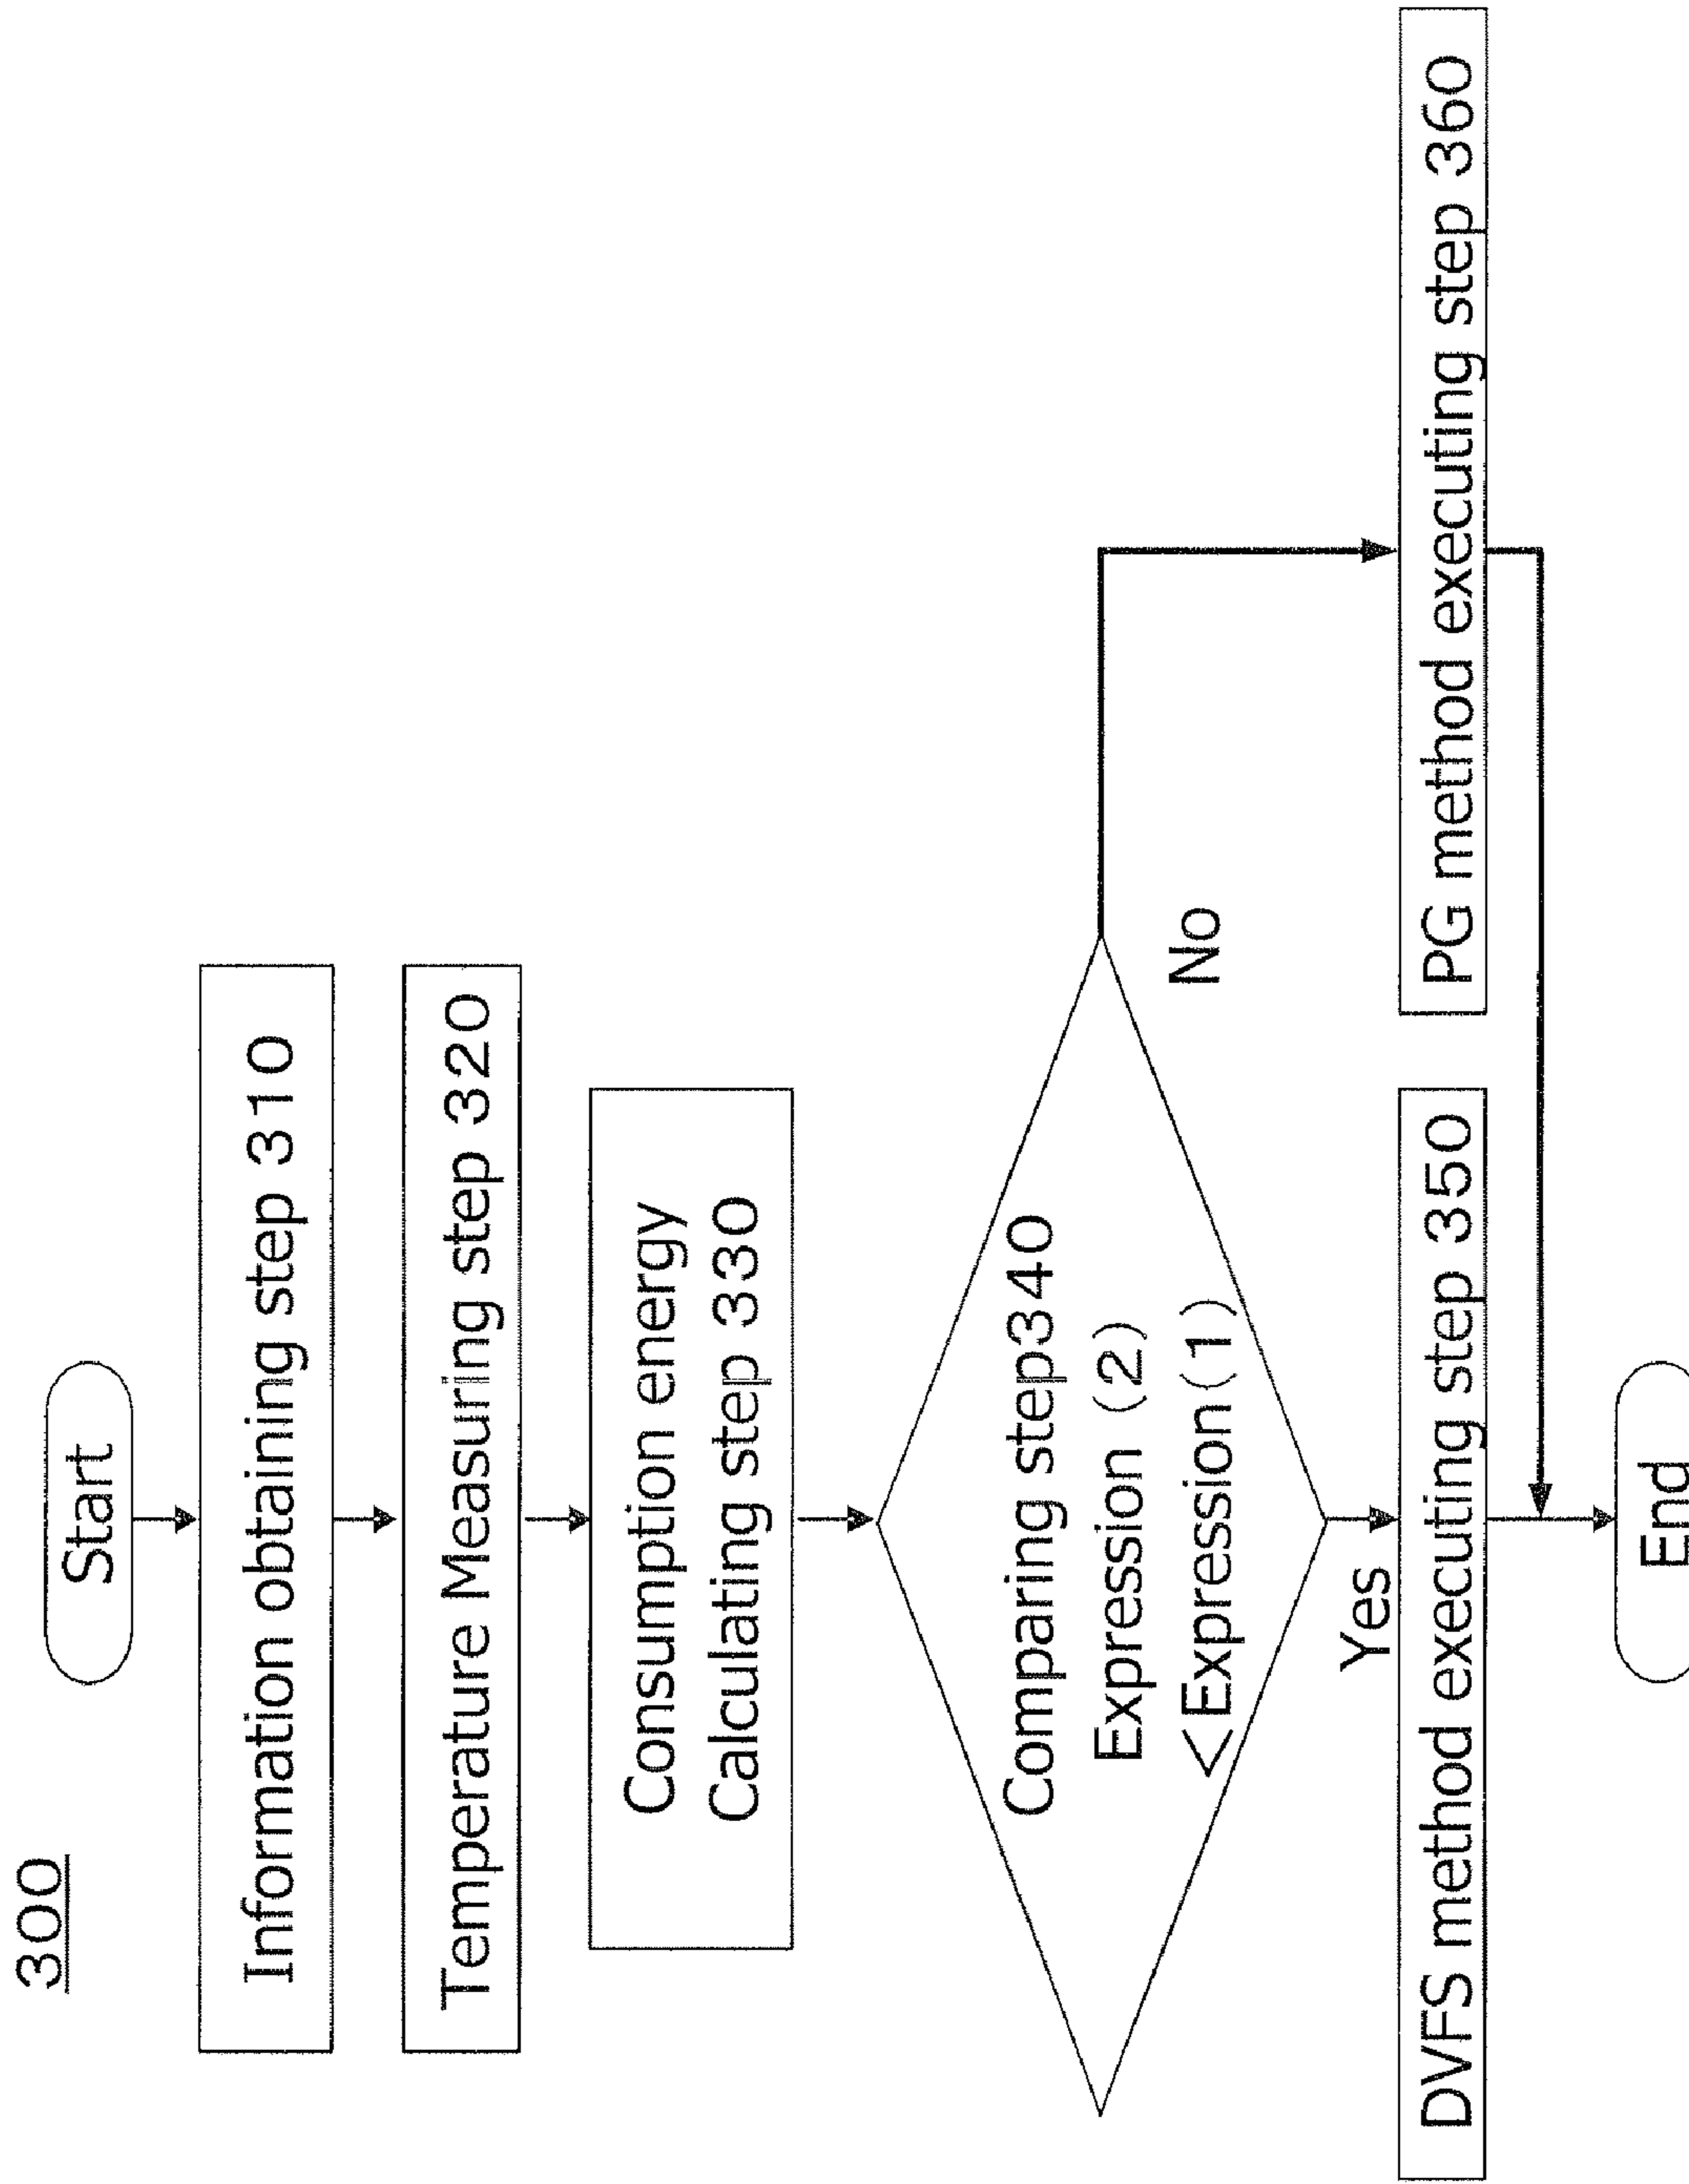 300
Start
Information obtaining step 310
Temperature Measuring step 320
Consumption energy
Calculating step 330
Comparing step340
Expression (2)
<Expression(1)
No
Yes
DVFS method executing step 350
PG method executing step 360
End